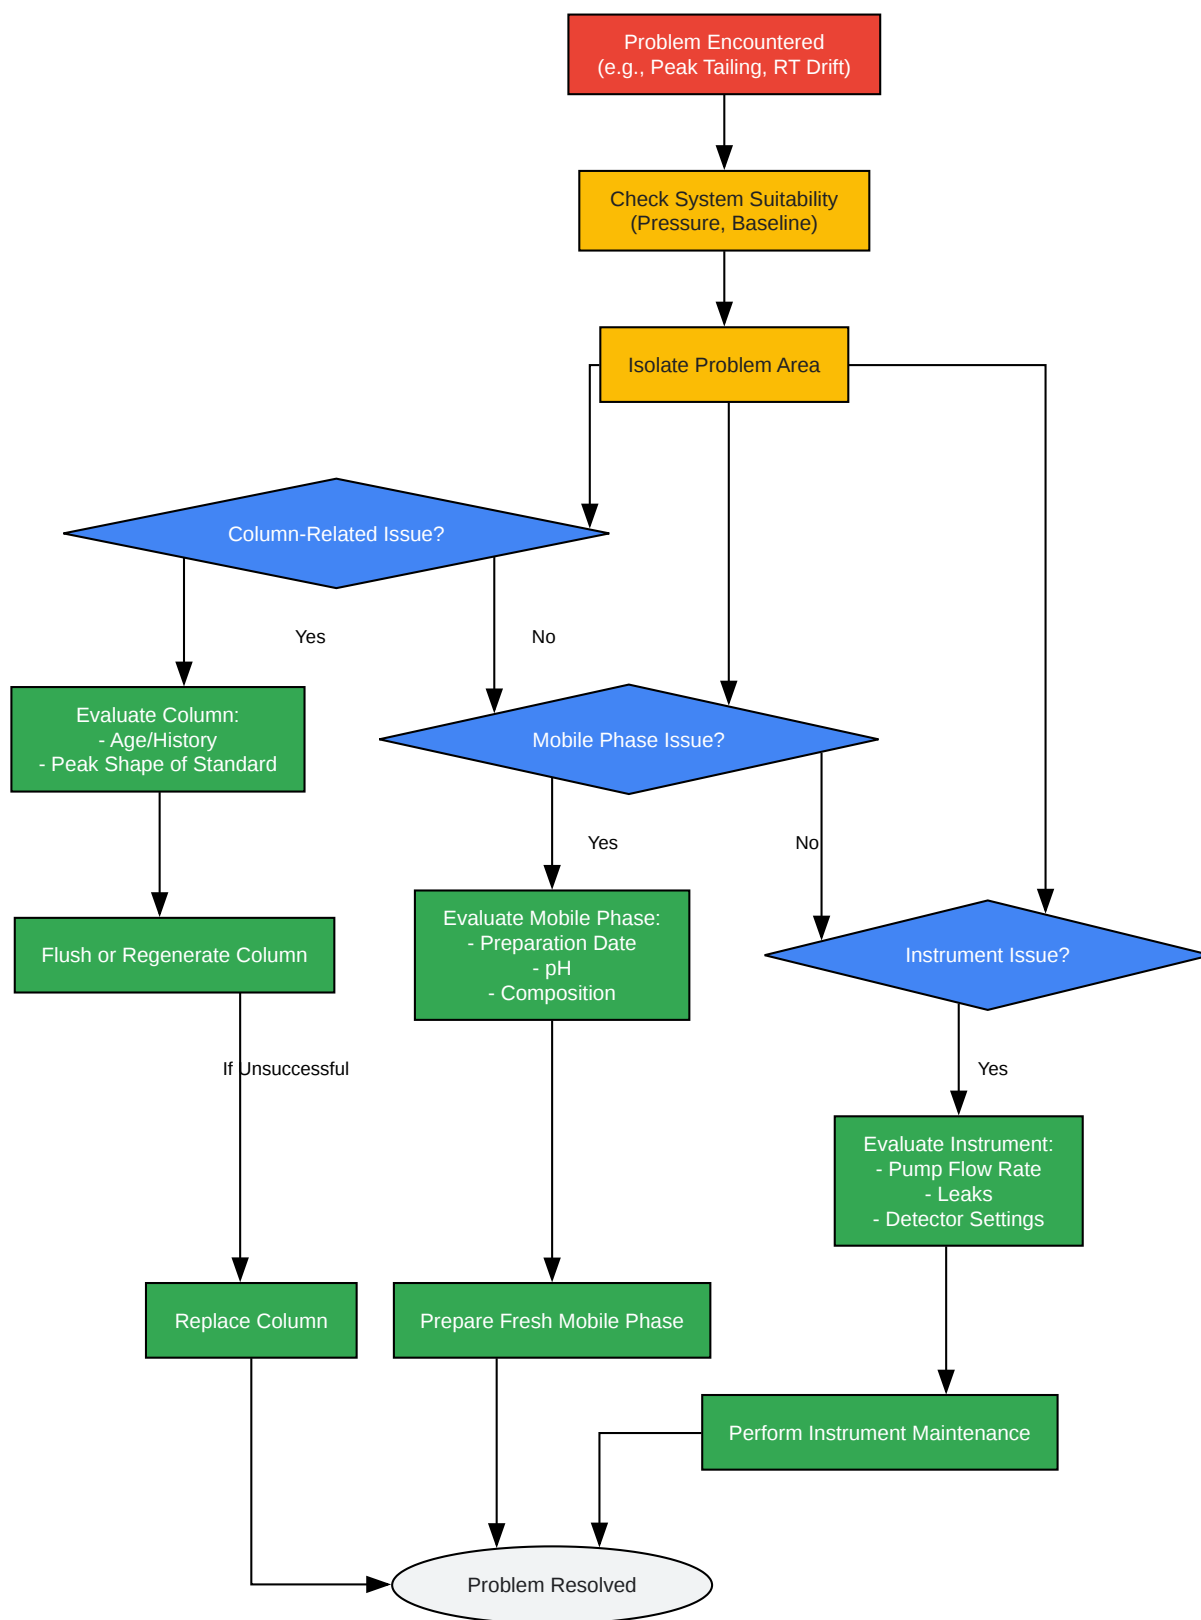 Problem Encountered
(e.g., Peak Tailing, RT Drift)
Check System Suitability
(Pressure, Baseline)
Isolate Problem Area
Column-Related Issue?
Yes
No
Evaluate Column:
- Age/History
- Peak Shape of Standard
Mobile Phase Issue?
Yes
No
Evaluate Mobile Phase:
- Preparation Date
- pH
- Composition
Flush or Regenerate Column
Instrument Issue?
If Unsuccessful
Yes
Evaluate Instrument:
- Pump Flow Rate
- Leaks
- Detector Settings
Replace Column
Prepare Fresh Mobile Phase
Perform Instrument Maintenance
Problem Resolved